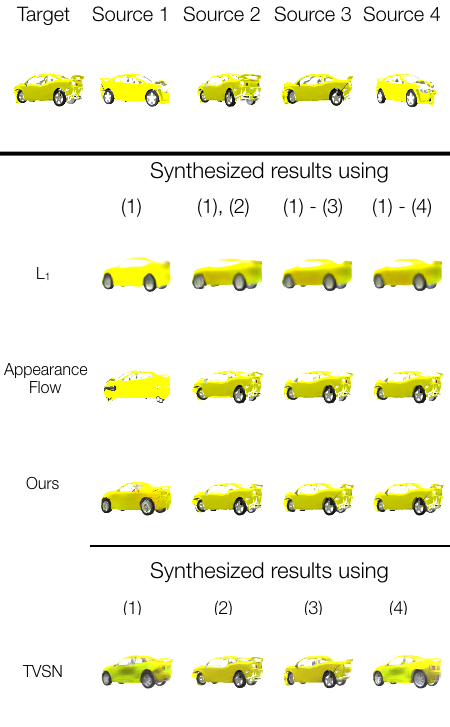 Target Source 1 Source 2 Source 3 Source 4
Synthesized results using
(1) (1), (2) (1) - (3) (1) - (4)
L₁
Appearance
Flow
Ours
Synthesized results using
(1) (2) (3) (4)
TVSN